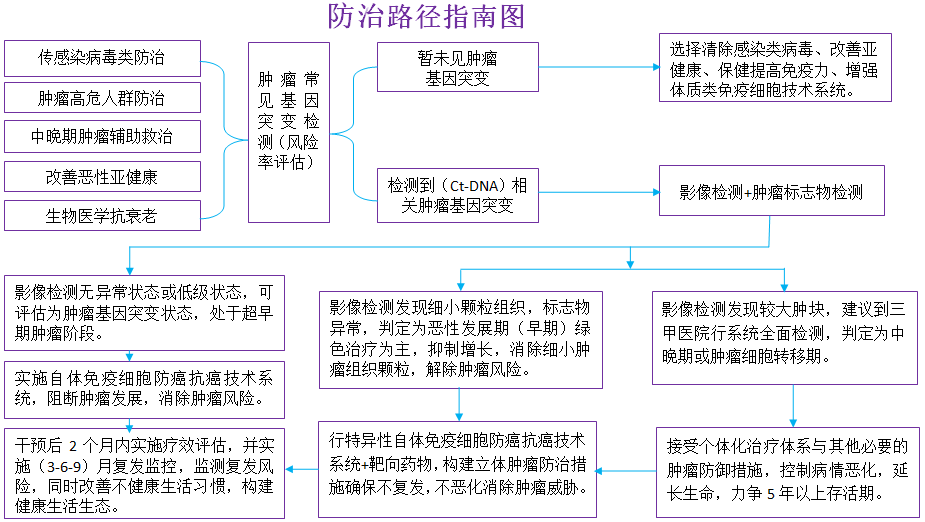 防治路径指南图
传感染病毒类防治
肿瘤高危人群防治
中晚期肿瘤辅助救治
改善恶性亚健康
生物医学抗衰老
肿瘤常
见基因
突变检
测（风险
率评估）
暂未见肿瘤
基因突变
选择清除感染类病毒、改善亚
健康、保健提高免疫力、增强
体质类免疫细胞技术系统。
检测到（Ct-DNA）相
关肿瘤基因突变
影像检测+肿瘤标志物检测
影像检测无异常状态或低级状态，可
评估为肿瘤基因突变状态，处于超早
期肿瘤阶段。
影像检测发现细小颗粒组织，标志物
异常，判定为恶性发展期（早期）绿
色治疗为主，抑制增长，消除细小肿
瘤组织颗粒，解除肿瘤风险。
影像检测发现较大肿块，建议到三
甲医院行系统全面检测，判定为中
晚期或肿瘤细胞转移期。
实施自体免疫细胞防癌抗癌技术系
统，阻断肿瘤发展，消除肿瘤风险。
干预后 2 个月内实施疗效评估，并实
施（3-6-9）月复发监控，监测复发风
险，同时改善不健康生活习惯，构建
健康生活生态。
行特异性自体免疫细胞防癌抗癌技术
系统+靶向药物，构建立体肿瘤防治措
施确保不复发，不恶化消除肿瘤威胁。
接受个体化治疗体系与其他必要的
肿瘤防御措施，控制病情恶化，延
长生命，力争 5 年以上存活期。